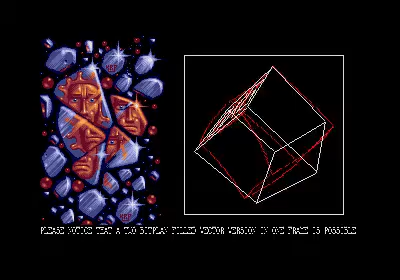 PLEASE NOTICE THAT A TWO BITPLAN FILLED VECTOR VERSION IN ONE FRAME IS POSSIBLE